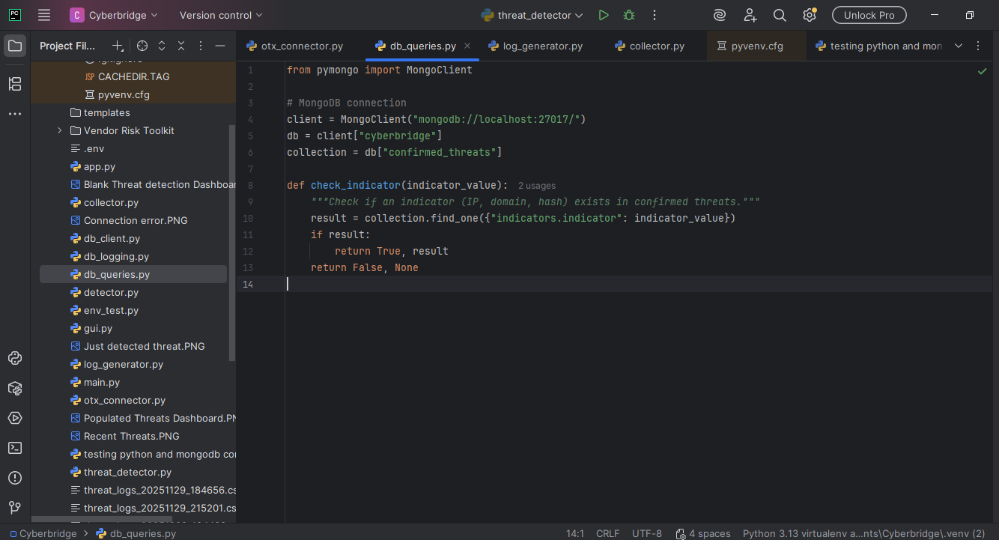 PC
C Cyberbridge
Version control
threat_detector
Unlock Pro
Project Fil...
otx_connector.py
db_queries.py
log_generator.py
collector.py
pyvenv.cfg
testing python and mon
JSP CACHEDIR.TAG
pyvenv.cfg
templates
Vendor Risk Toolkit
.env
app.py
Blank Threat detection Dashboar
collector.py
Connection error.PNG
db_client.py
db_logging.py
db_queries.py
detector.py
env_test.py
gui.py
Just detected threat.PNG
log_generator.py
main.py
otx_connector.py
Populated Threats Dashboard.PN
Recent Threats.PNG
testing python and mongodb con
threat_detector.py
threat_logs_20251129_184656.cs
threat_logs_20251129_215201.cs
1 from pymongo import MongoClient
2
3 # MongoDB connection
4 client = MongoClient("mongodb://localhost:27017/")
5 db = client["cyberbridge"]
6 collection = db["confirmed_threats"]
7
8 def check_indicator(indicator_value): 2 usages
9 """Check if an indicator (IP, domain, hash) exists in confirmed threats."""
10 result = collection.find_one({"indicators.indicator": indicator_value})
11 if result:
12 return True, result
13 return False, None
14
Cyberbridge > db_queries.py
14:1 CRLF UTF-8 4 spaces Python 3.13 virtualenv a...nts\Cyberbridge\.venv (2)